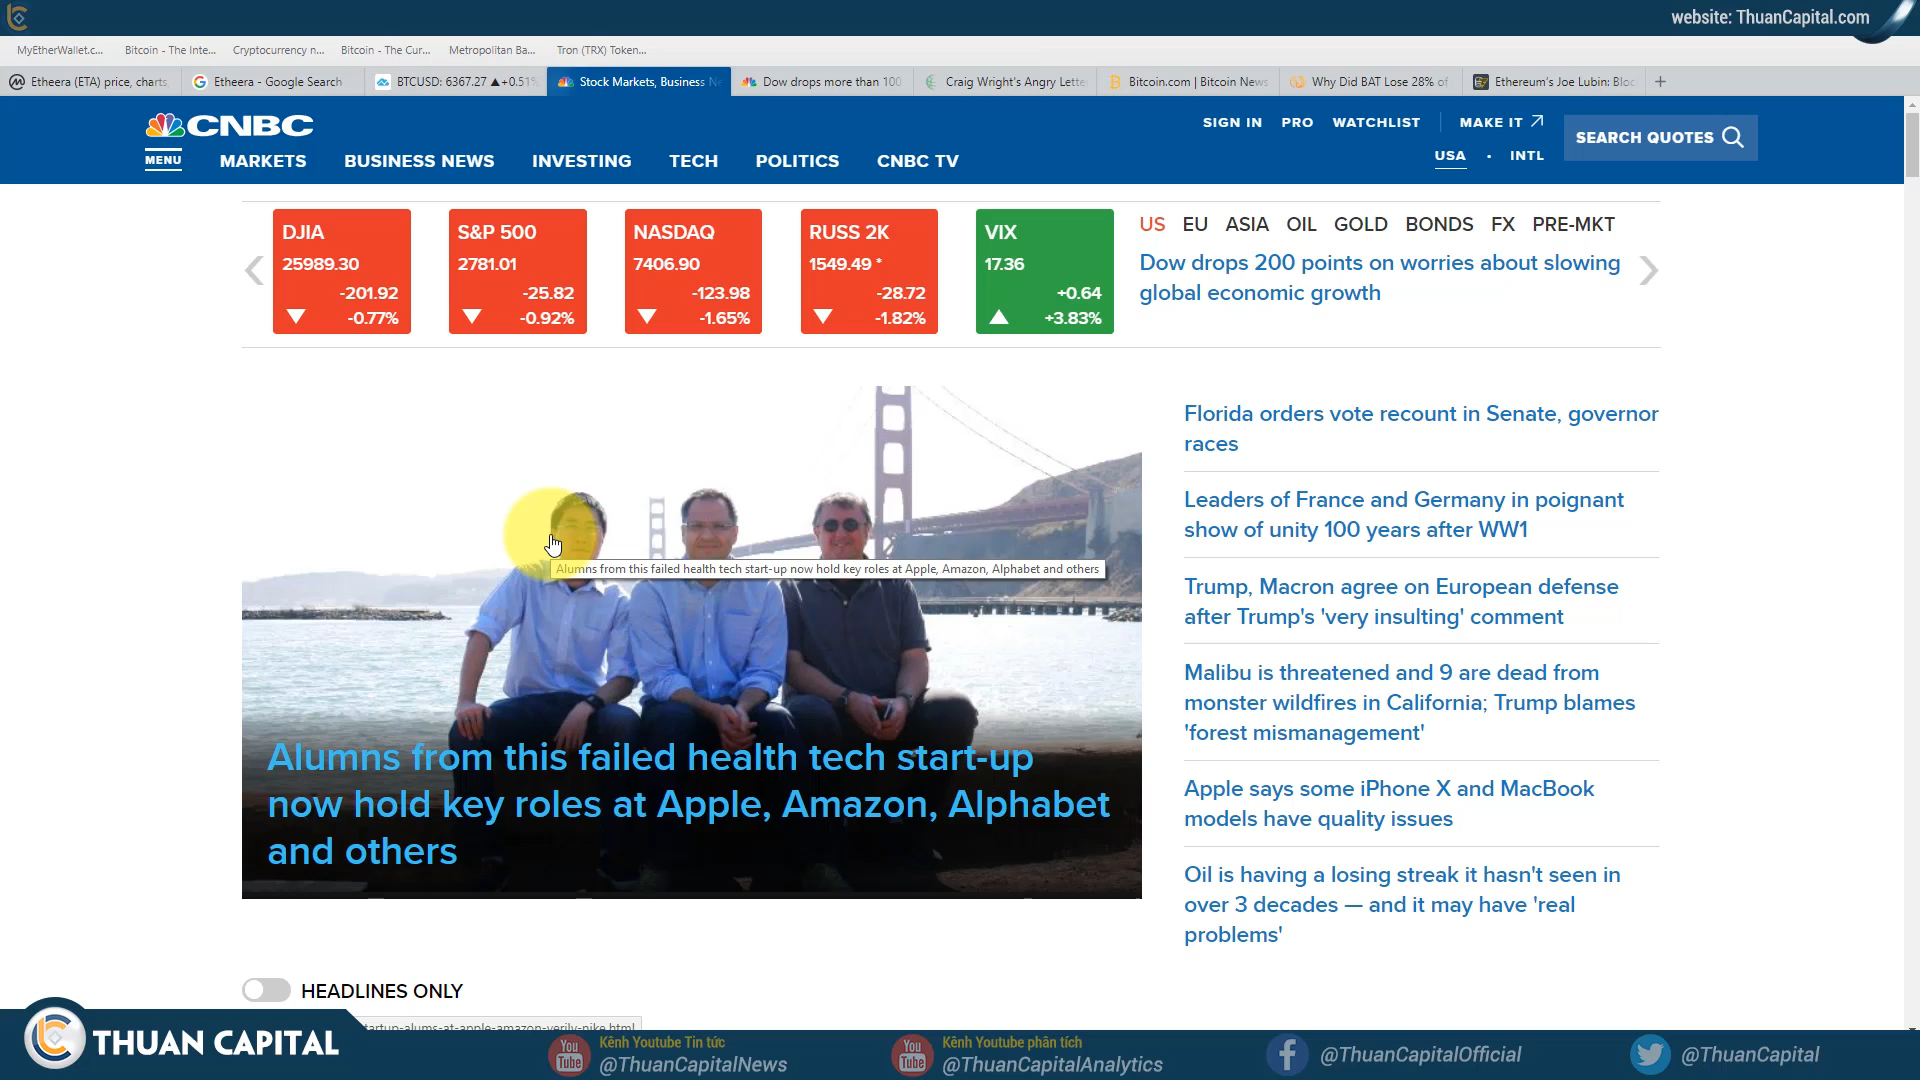 website: ThuanCapital.com
MyEtherWallet.c... Bitcoin - The Inte... Cryptocurrency n... Bitcoin - The Cur... Metropolitan Ba... Tron (TRX) Token...
Etheera (ETA) price, charts, Etheera - Google Search BTCUSD: 6367.27 ▲+0.51% Stock Markets, Business Ne Dow drops more than 100 Craig Wright's Angry Lette Bitcoin.com | Bitcoin News Why Did BAT Lose 28% of Ethereum's Joe Lubin: Bloc +
CNBC
SIGN IN PRO WATCHLIST MAKE IT
SEARCH QUOTES
USA • INTL
MENU MARKETS BUSINESS NEWS INVESTING TECH POLITICS CNBC TV
DJIA
25989.30
-201.92
-0.77%
S&P 500
2781.01
-25.82
-0.92%
NASDAQ
7406.90
-123.98
-1.65%
RUSS 2K
1549.49 *
-28.72
-1.82%
VIX
17.36
+0.64
+3.83%
US EU ASIA OIL GOLD BONDS FX PRE-MKT
Dow drops 200 points on worries about slowing
global economic growth
Alumns from this failed health tech start-up now hold key roles at Apple, Amazon, Alphabet and others
Alumns from this failed health tech start-up
now hold key roles at Apple, Amazon, Alphabet
and others
Florida orders vote recount in Senate, governor
races
Leaders of France and Germany in poignant
show of unity 100 years after WW1
Trump, Macron agree on European defense
after Trump's 'very insulting' comment
Malibu is threatened and 9 are dead from
monster wildfires in California; Trump blames
'forest mismanagement'
Apple says some iPhone X and MacBook
models have quality issues
Oil is having a losing streak it hasn't seen in
over 3 decades — and it may have 'real
problems'
HEADLINES ONLY
startup-alums-at-apple-amazon-verily-nike.html
THUAN CAPITAL
You Tube
Kênh Youtube Tin tức
@ThuanCapitalNews
You Tube
Kênh Youtube phân tích
@ThuanCapitalAnalytics
@ThuanCapitalOfficial
@ThuanCapital